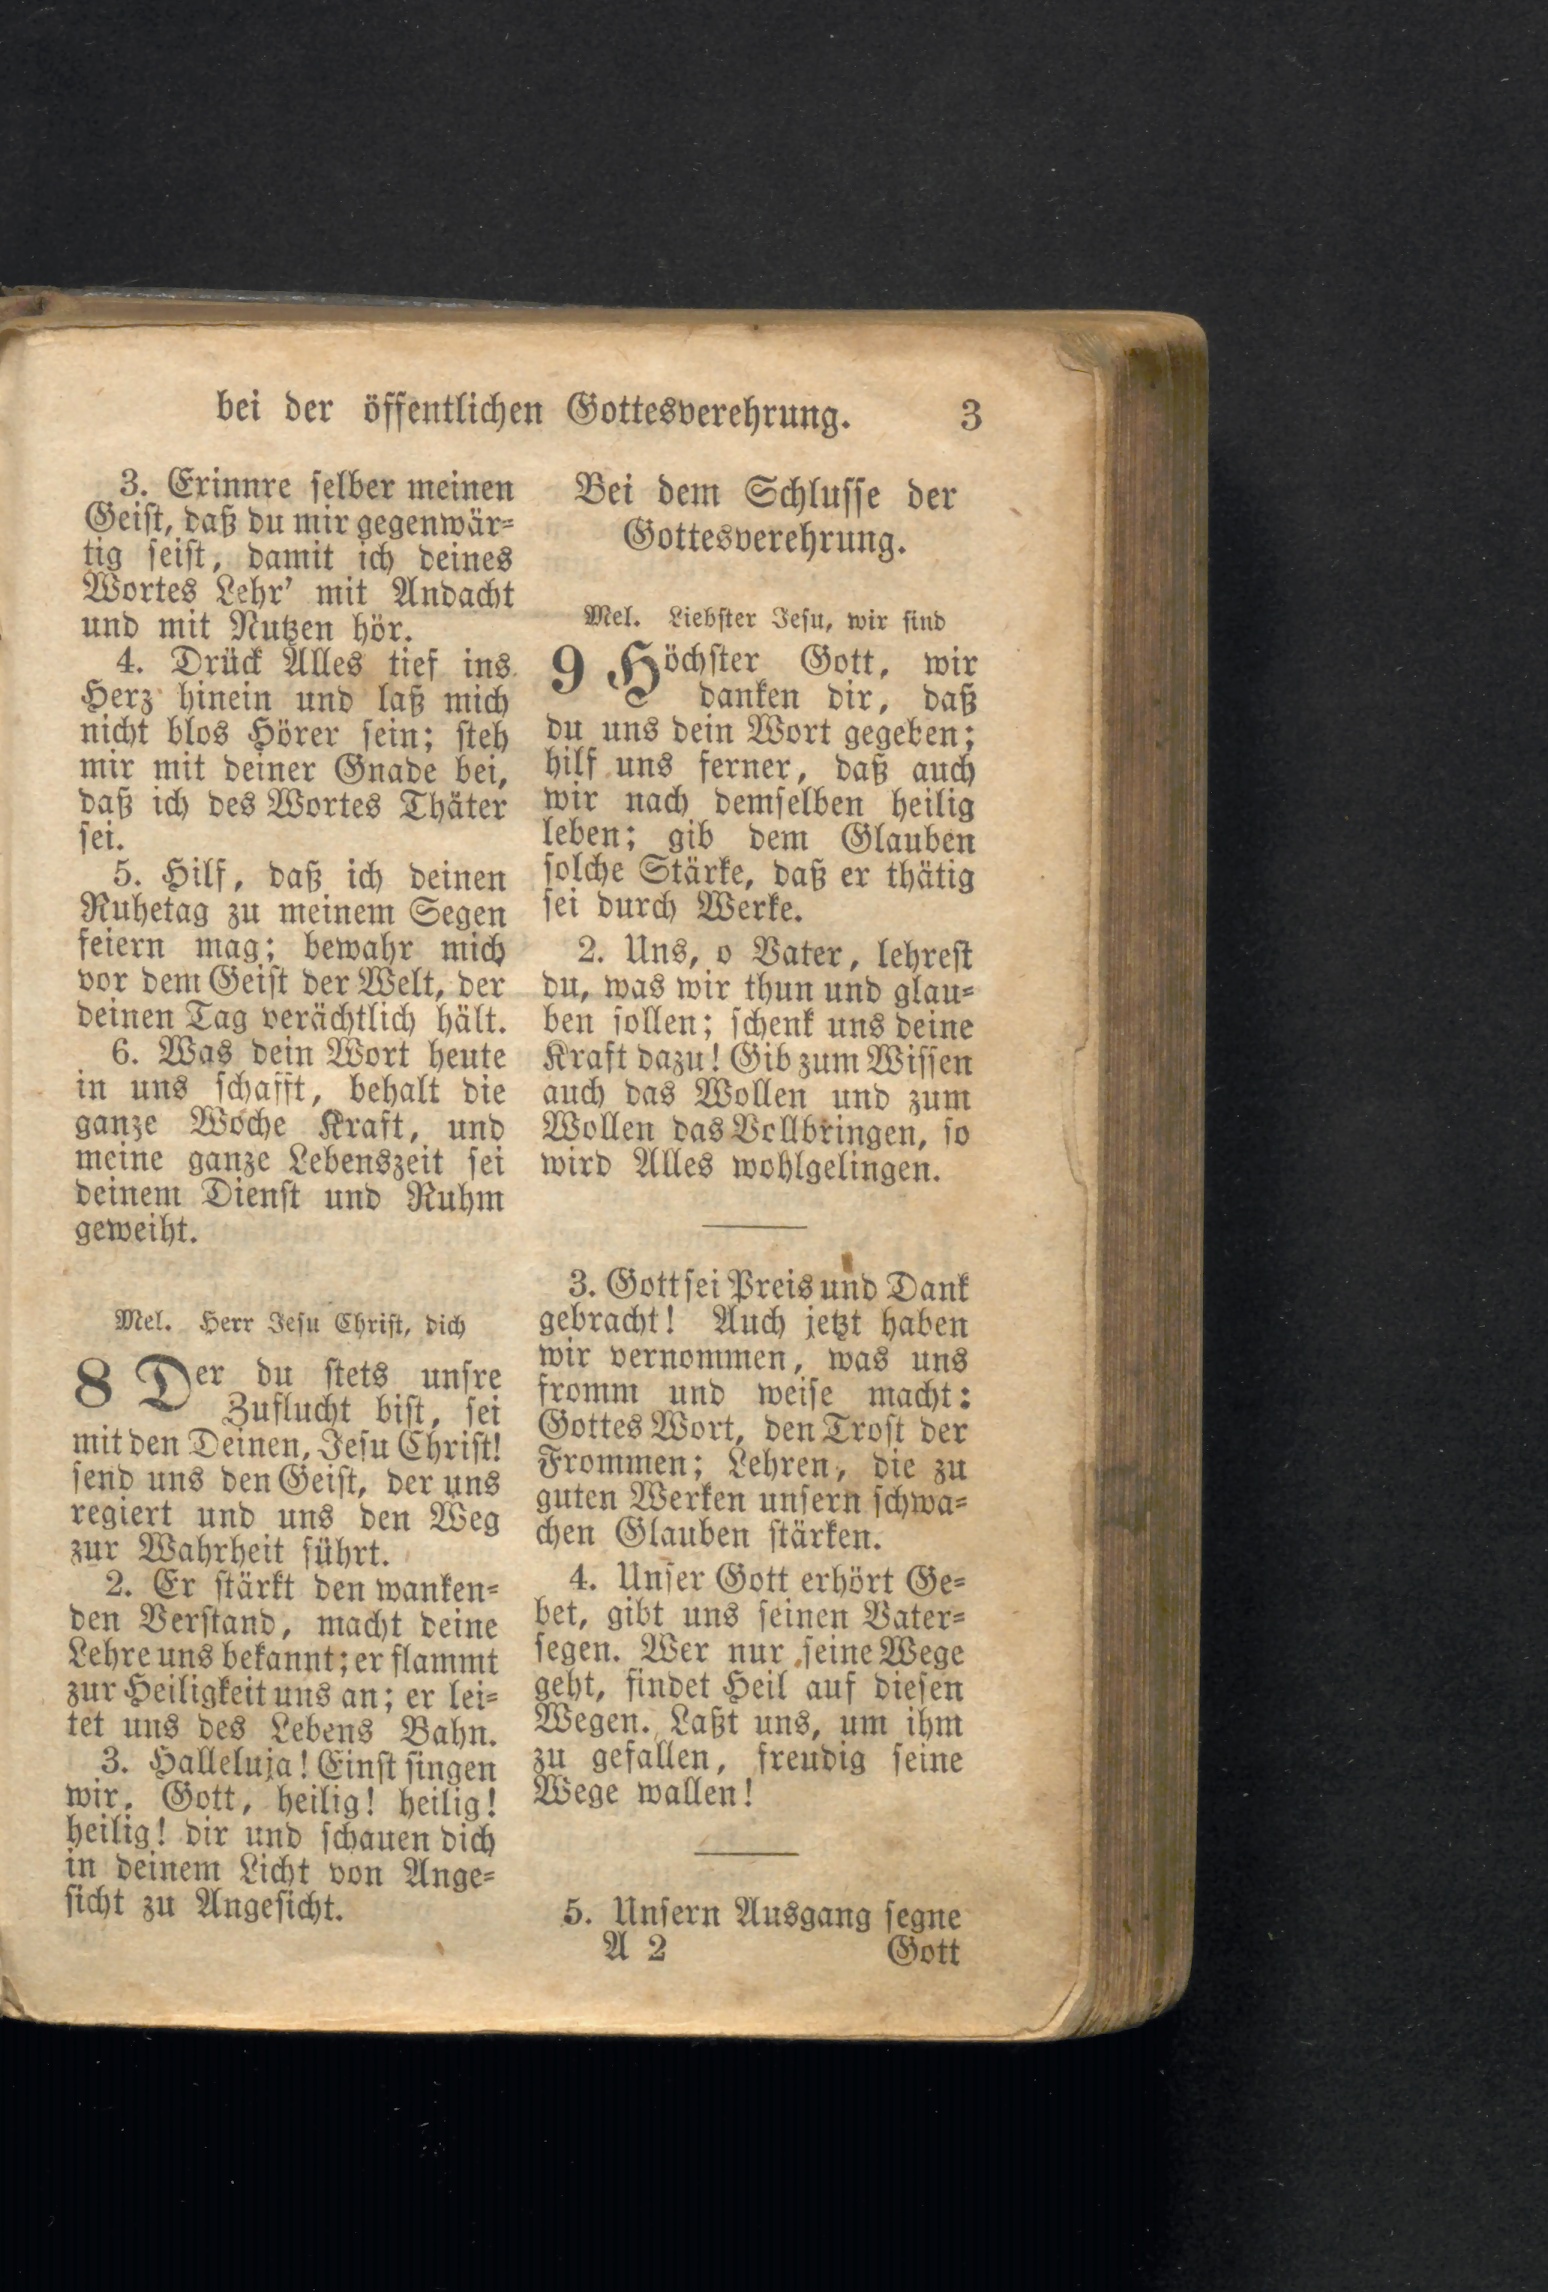 bei der öffentlichen Gottesverehrung. 3
3. Erinnre ſelber meinen
Geiſt, daß du mir gegenwär⸗
tig ſeiſt, damit ich deines
Wortes Lehr’ mit Andacht
und mit Nutzen hör.
4. Drück Alles tief ins
Herz hinein und laß mich
nicht blos Hörer ſein; ſteh
mir mit deiner Gnade bei,
daß ich des Wortes Thäter
ſei.
5. Hilf, daß ich deinen
Ruhetag zu meinem Segen
feiern mag; bewahr mich
vor dem Geiſt der Welt, der
deinen Tag verächtlich hält.
6. Was dein Wort heute
in uns ſchafft, behalt die
ganze Woche Kraft, und
meine ganze Lebenszeit ſei
deinem Dienſt und Ruhm
geweiht.
Mel. Herr Jeſu Chriſt, dich
8 Der du ſtets unſre
Zuflucht biſt, ſei
mit den Deinen, Jeſu Chriſt!
ſend uns den Geiſt, der uns
regiert und uns den Weg
zur Wahrheit führt.
2. Er ſtärkt den wanken⸗
den Verſtand, macht deine
Lehre uns bekannt; er flammt
zur Heiligkeit uns an; er lei⸗
tet uns des Lebens Bahn.
3. Halleluja! Einſt ſingen
wir, Gott, heilig! heilig!
heilig! dir und ſchauen dich
in deinem Licht von Ange⸗
ſicht zu Angeſicht.
Bei dem Schluſſe der
Gottesverehrung.
Mel. Liebſter Jeſu, wir ſind
9 Höchſter Gott, wir
danken dir, daß
du uns dein Wort gegeben;
hilf uns ferner, daß auch
wir nach demſelben heilig
leben; gib dem Glauben
ſolche Stärke, daß er thätig
ſei durch Werke.
2. Uns, o Vater, lehreſt
du, was wir thun und glau⸗
ben ſollen; ſchenk uns deine
Kraft dazu! Gib zum Wiſſen
auch das Wollen und zum
Wollen das Vollbringen, ſo
wird Alles wohlgelingen.
3. Gott ſei Preis und Dank
gebracht! Auch jetzt haben
wir vernommen, was uns
fromm und weiſe macht:
Gottes Wort, den Troſt der
Frommen; Lehren, die zu
guten Werken unſern ſchwa⸗
chen Glauben ſtärken.
4. Unſer Gott erhört Ge⸗
bet, gibt uns ſeinen Vater⸗
ſegen. Wer nur ſeine Wege
geht, findet Heil auf dieſen
Wegen. Laßt uns, um ihm
zu gefallen, freudig ſeine
Wege wallen!
5. Unſern Ausgang ſegne
A 2 Gott